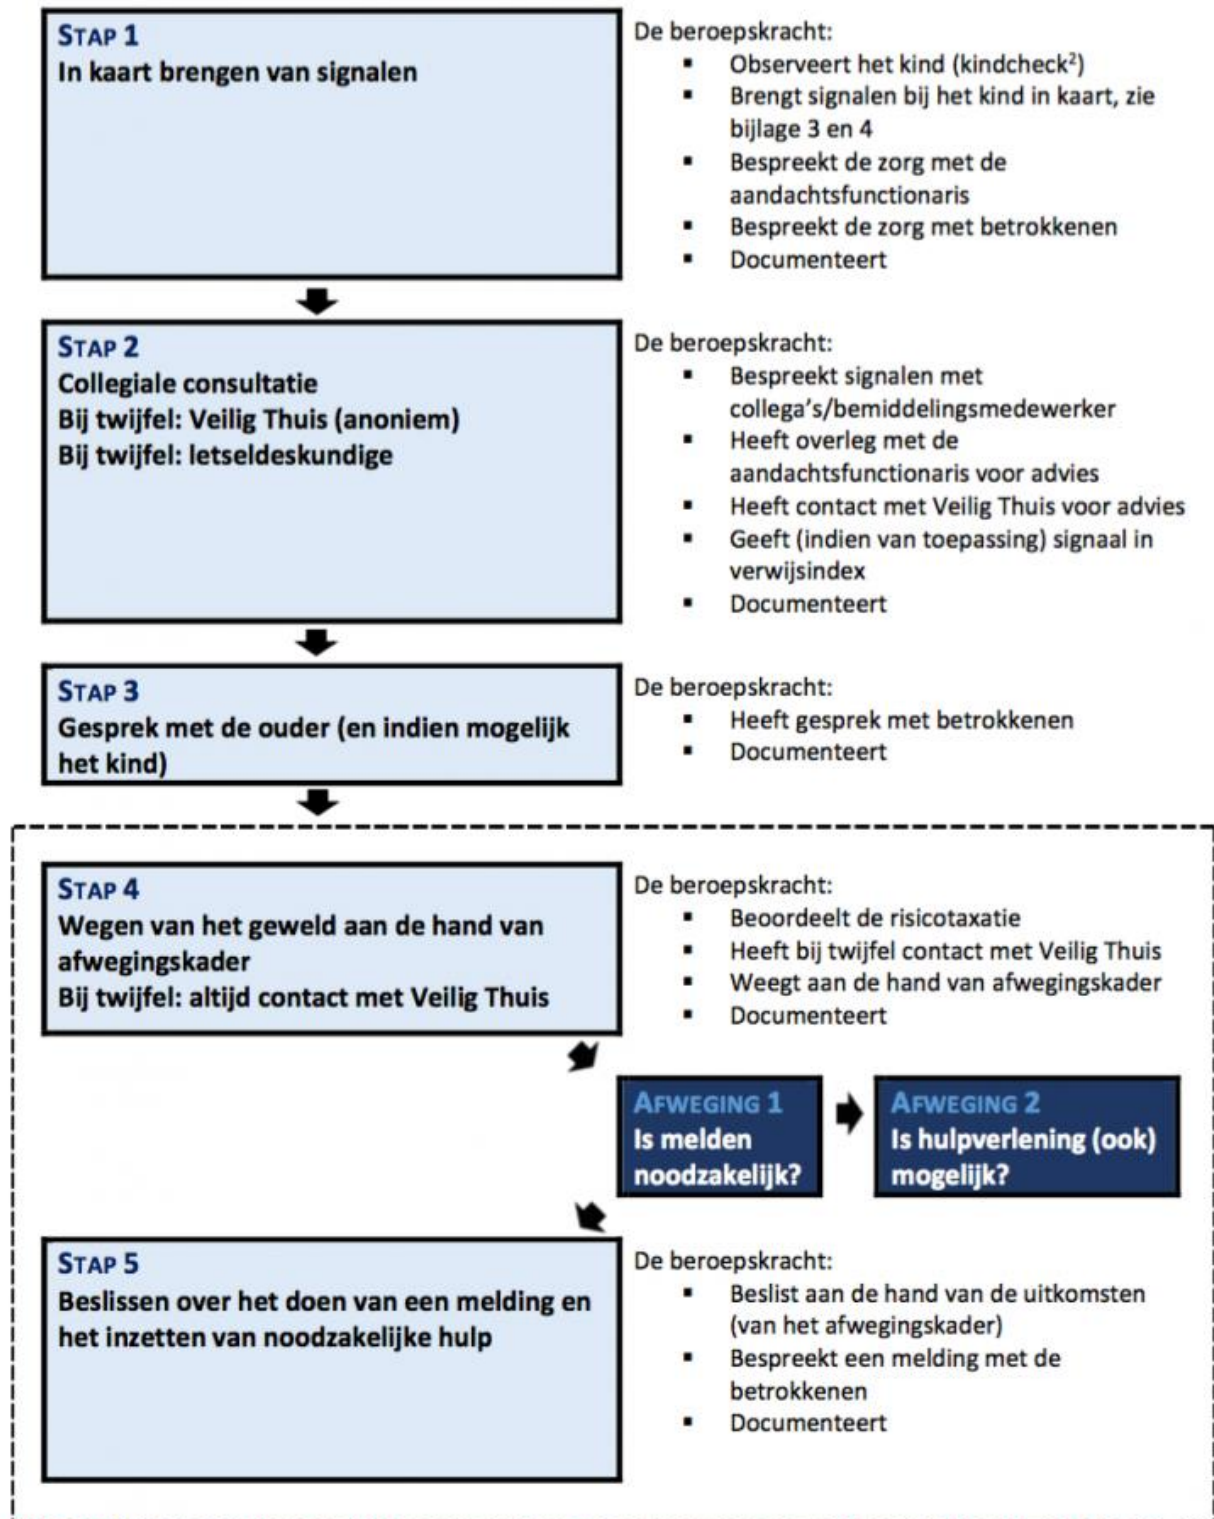 STAP 1
In kaart brengen van signalen
De beroepskracht:
▪ Observeert het kind (kindcheck²)
▪ Brengt signalen bij het kind in kaart, zie
bijlage 3 en 4
▪ Bespreekt de zorg met de
aandachtsfunctionaris
▪ Bespreekt de zorg met betrokkenen
▪ Documenteert
STAP 2
Collegiale consultatie
Bij twijfel: Veilig Thuis (anoniem)
Bij twijfel: letseldeskundige
De beroepskracht:
▪ Bespreekt signalen met
collega's/bemiddelingsmedewerker
▪ Heeft overleg met de
aandachtsfunctionaris voor advies
▪ Heeft contact met Veilig Thuis voor advies
▪ Geeft (indien van toepassing) signaal in
verwijsindex
▪ Documenteert
STAP 3
Gesprek met de ouder (en indien mogelijk
het kind)
De beroepskracht:
▪ Heeft gesprek met betrokkenen
▪ Documenteert
STAP 4
Wegen van het geweld aan de hand van
afwegingskader
Bij twijfel: altijd contact met Veilig Thuis
De beroepskracht:
▪ Beoordeelt de risicotaxatie
▪ Heeft bij twijfel contact met Veilig Thuis
▪ Weegt aan de hand van afwegingskader
▪ Documenteert
AFWEGING 1
Is melden
noodzakelijk?
AFWEGING 2
Is hulpverlening (ook)
mogelijk?
STAP 5
Beslissen over het doen van een melding en
het inzetten van noodzakelijke hulp
De beroepskracht:
▪ Beslist aan de hand van de uitkomsten
(van het afwegingskader)
▪ Bespreekt een melding met de
betrokkenen
▪ Documenteert